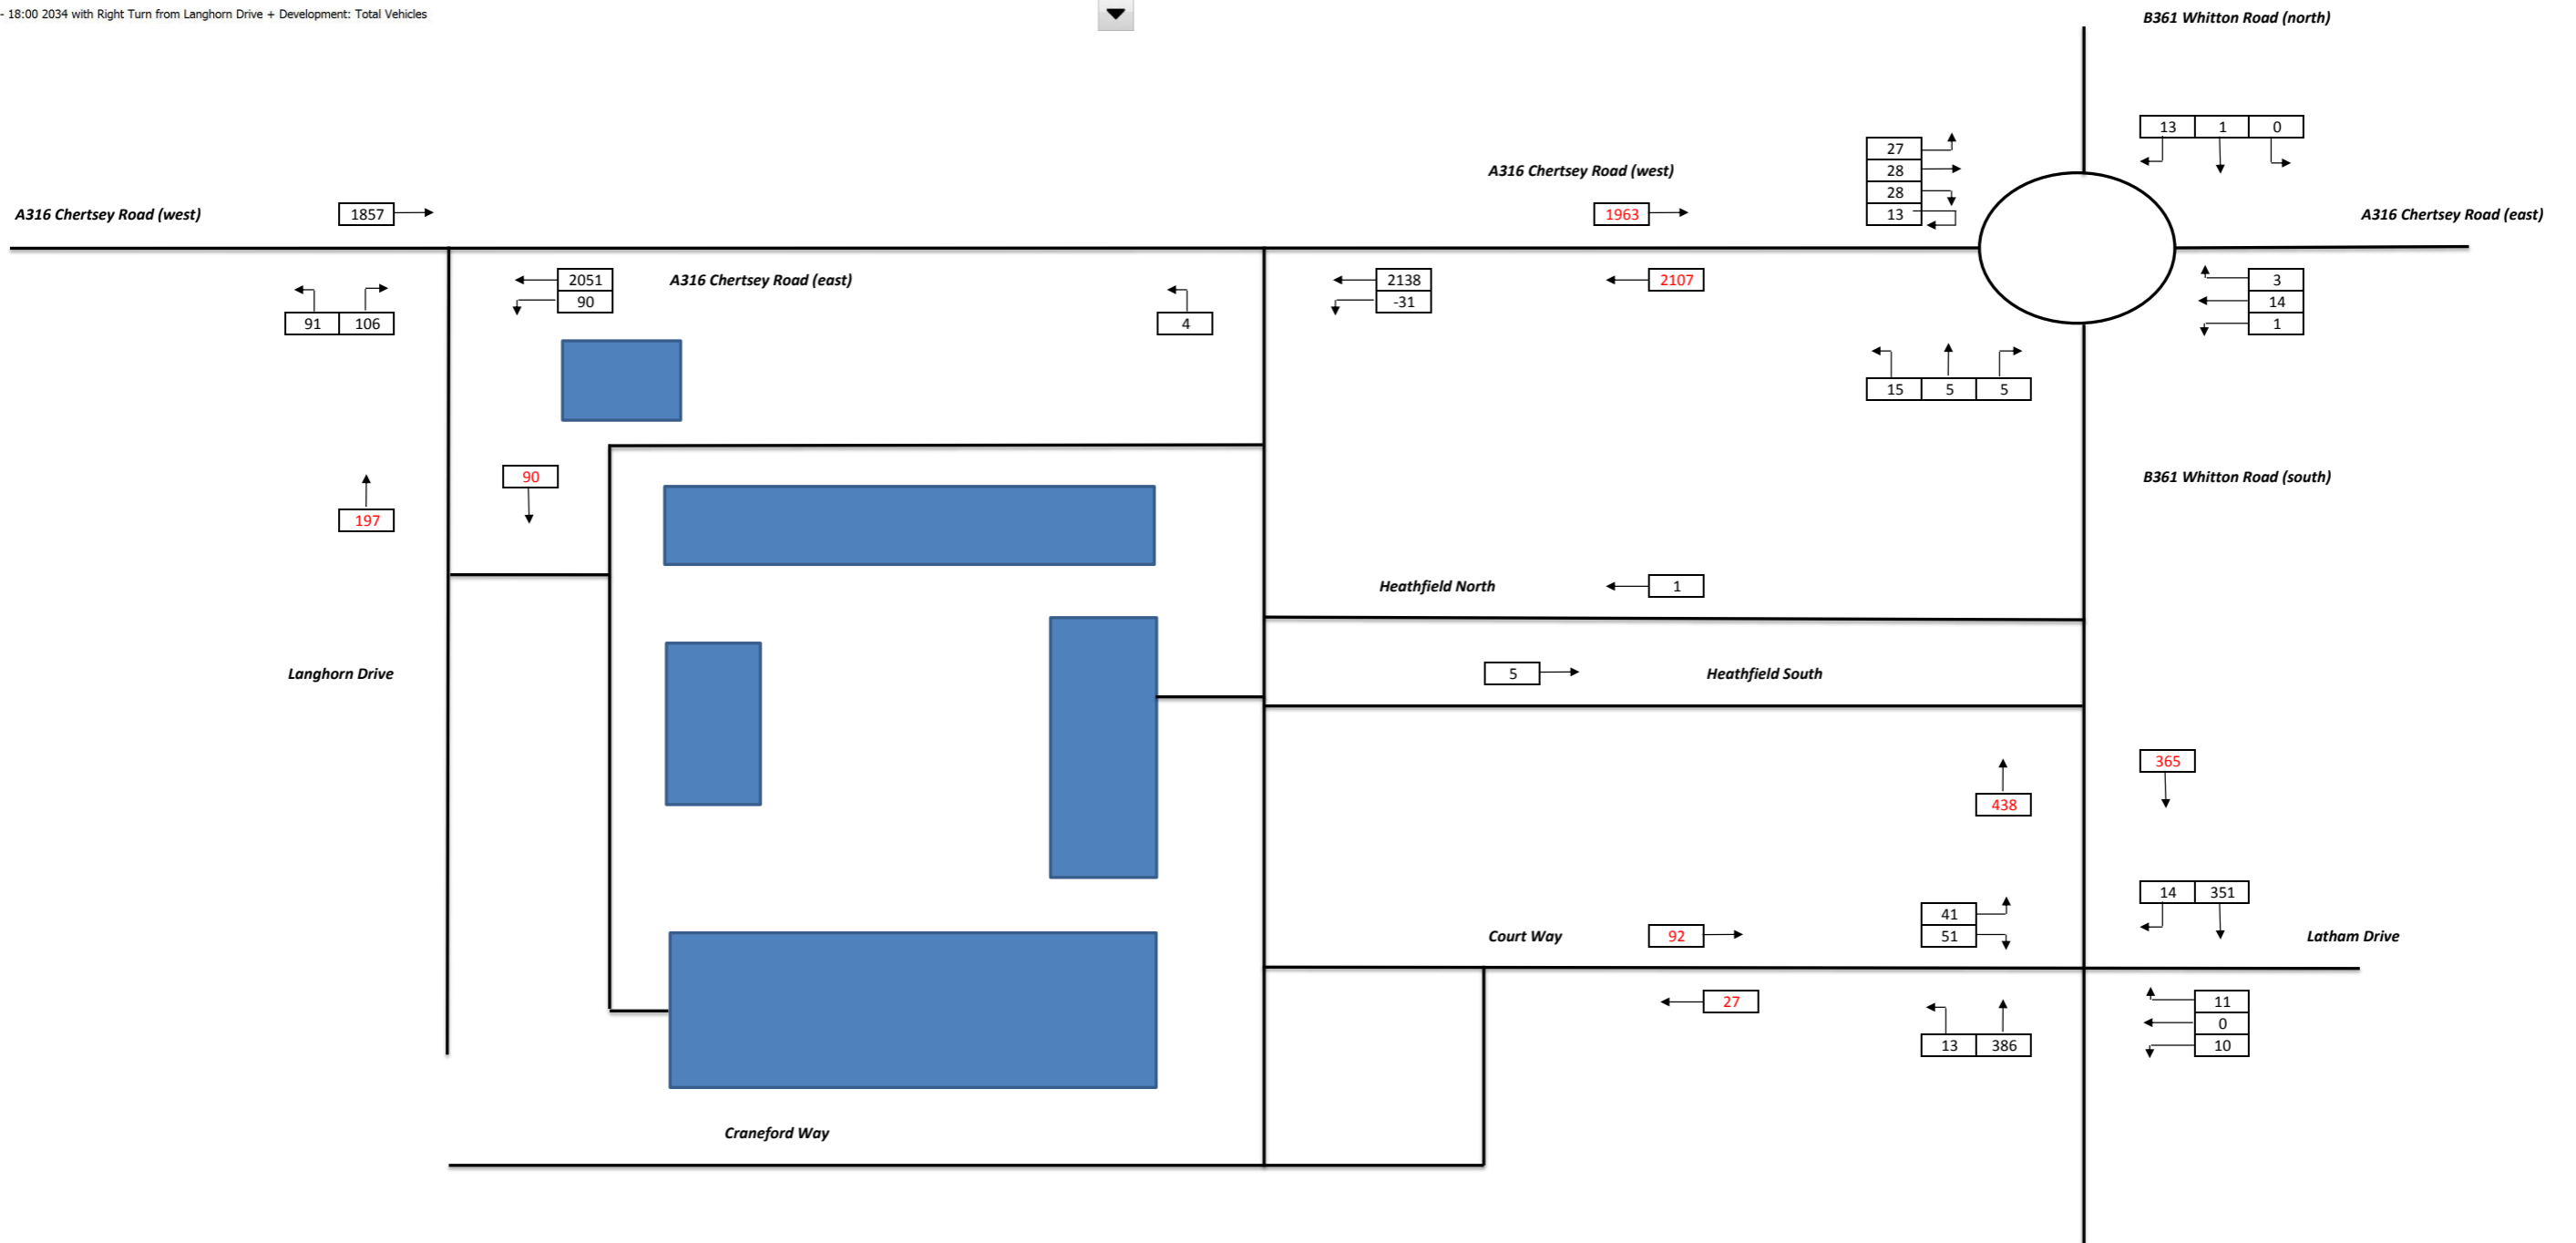 - 18:00 2034 with Right Turn from Langhorn Drive + Development: Total Vehicles
B361 Whitton Road (north)
13 1 0
27
28
28
13
A316 Chertsey Road (west)
A316 Chertsey Road (west)
1857
1963
A316 Chertsey Road (east)
2051
90
A316 Chertsey Road (east)
2138
-31
2107
3
14
1
91 106
4
15 5 5
90
B361 Whitton Road (south)
197
Heathfield North
1
Langhorn Drive
5
Heathfield South
365
438
14 351
41
51
Court Way
92
Latham Drive
27
11
0
10
13 386
Craneford Way